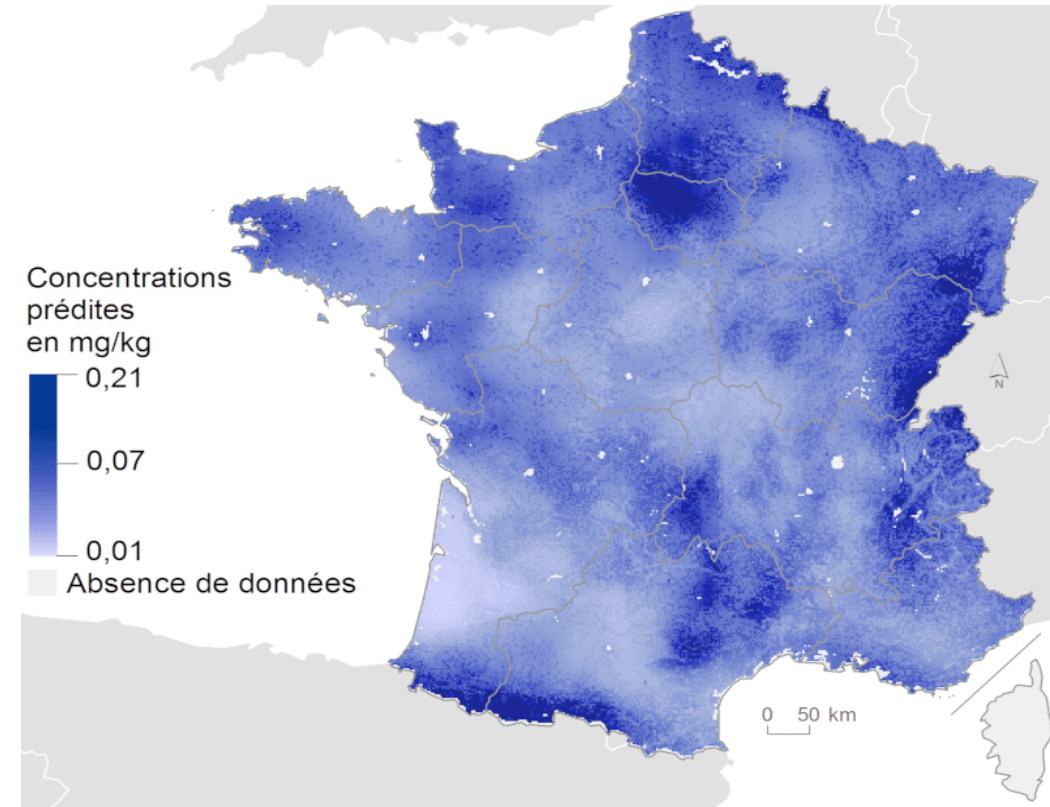 Concentrations
prédites
en mg/kg
0,21
0,07
0,01
Absence de données
N
0 50 km